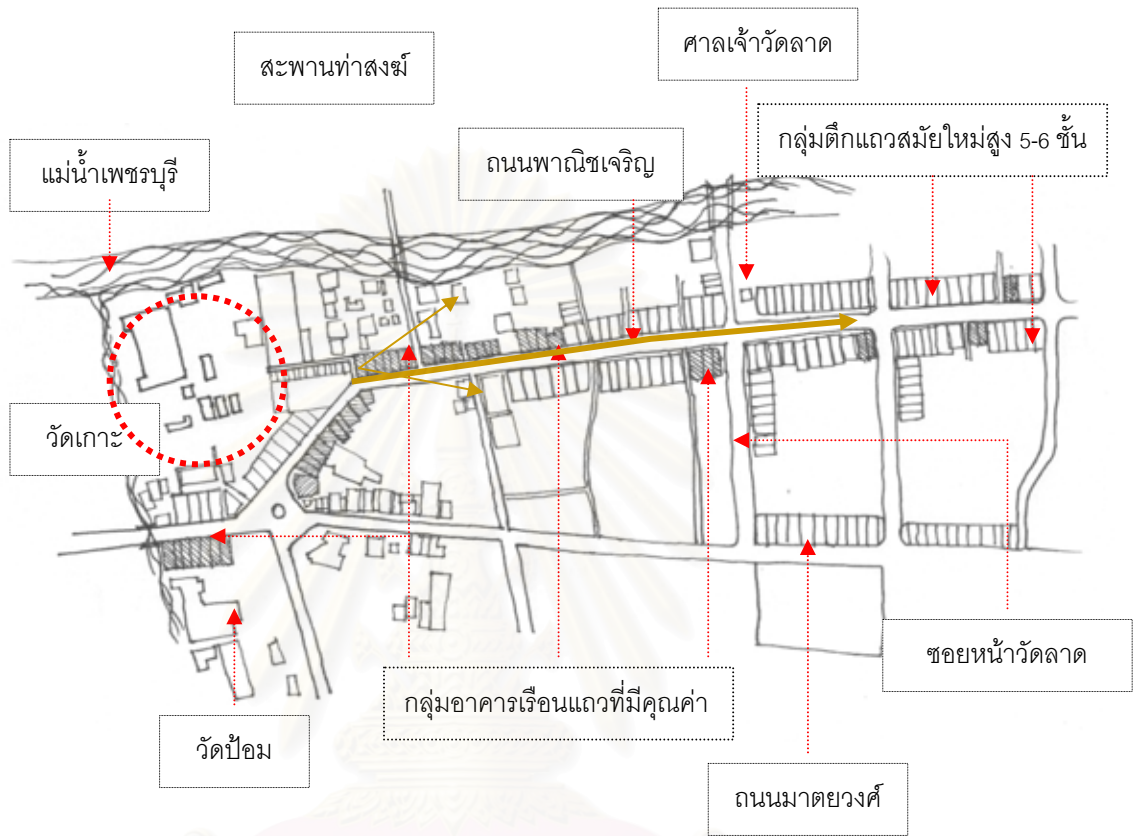 ศาลเจ้าวัดลาด
สะพานท่าสงฆ์
กลุ่มตึกแถวสมัยใหม่สูง 5-6 ชั้น
แม่น้ำเพชรบุรี
ถนนพาณิชเจริญ
วัดเกาะ
ซอยหน้าวัดลาด
กลุ่มอาคารเรือนแถวที่มีคุณค่า
วัดป้อม
ถนนมาตยวงศ์